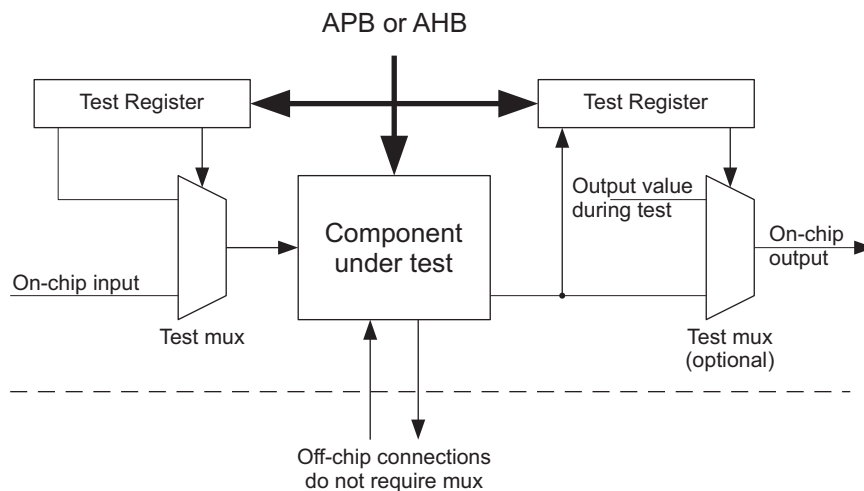 APB or AHB
Test Register
Test Register
Output value
during test
Component
under test
On-chip
output
On-chip input
Test mux
Test mux
(optional)
Off-chip connections
do not require mux